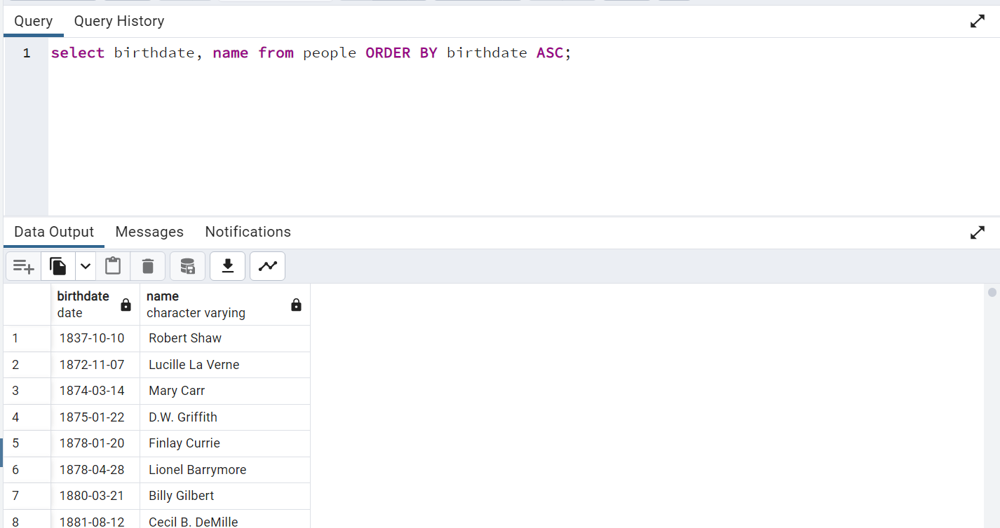 Query Query History
1 select birthdate, name from people ORDER BY birthdate ASC;
Data Output Messages Notifications
birthdate name
date character varying
1 1837-10-10 Robert Shaw
2 1872-11-07 Lucille La Verne
3 1874-03-14 Mary Carr
4 1875-01-22 D.W. Griffith
5 1878-01-20 Finlay Currie
6 1878-04-28 Lionel Barrymore
7 1880-03-21 Billy Gilbert
8 1881-08-12 Cecil B. DeMille